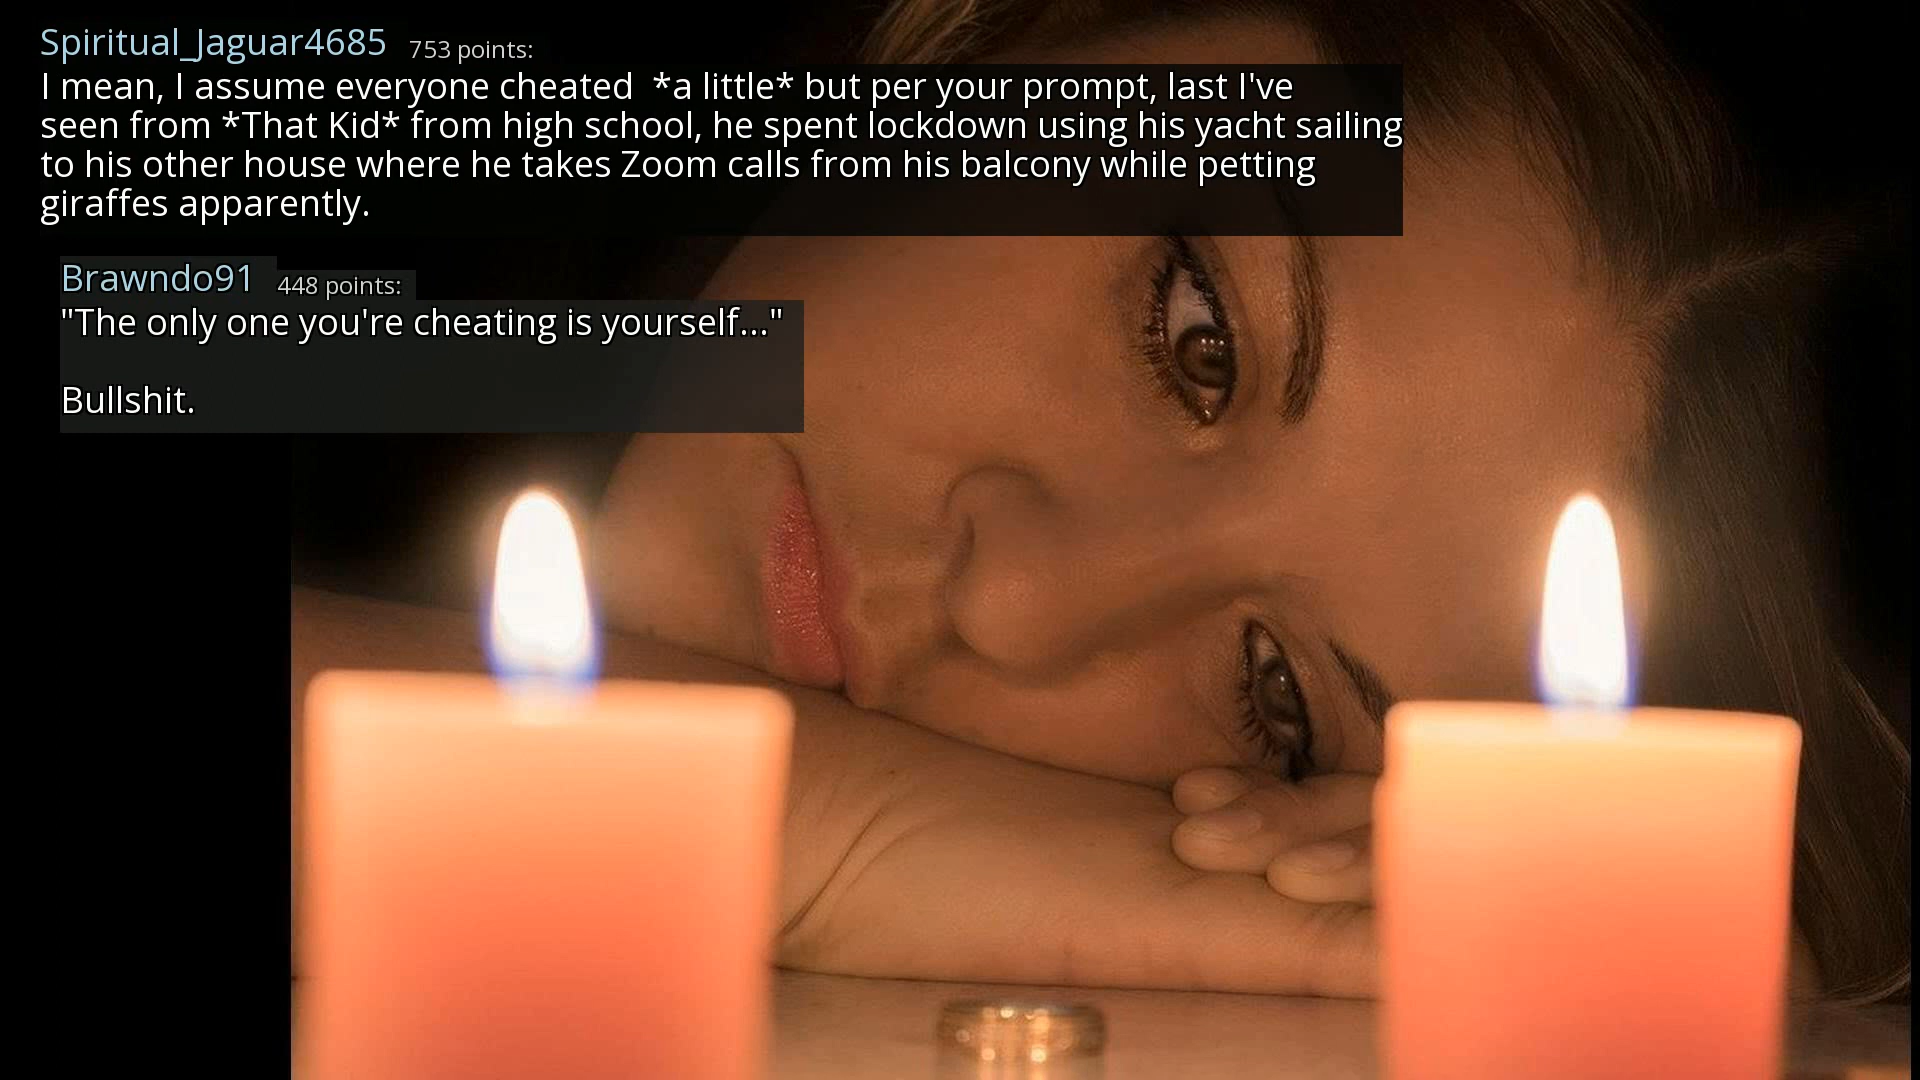 Spiritual_Jaguar4685 753 points:
I mean, I assume everyone cheated  *a little* but per your prompt, last I've
seen from *That Kid* from high school, he spent lockdown using his yacht sailing
to his other house where he takes Zoom calls from his balcony while petting
giraffes apparently.
Brawndo91 448 points:
"The only one you're cheating is yourself..."
Bullshit.